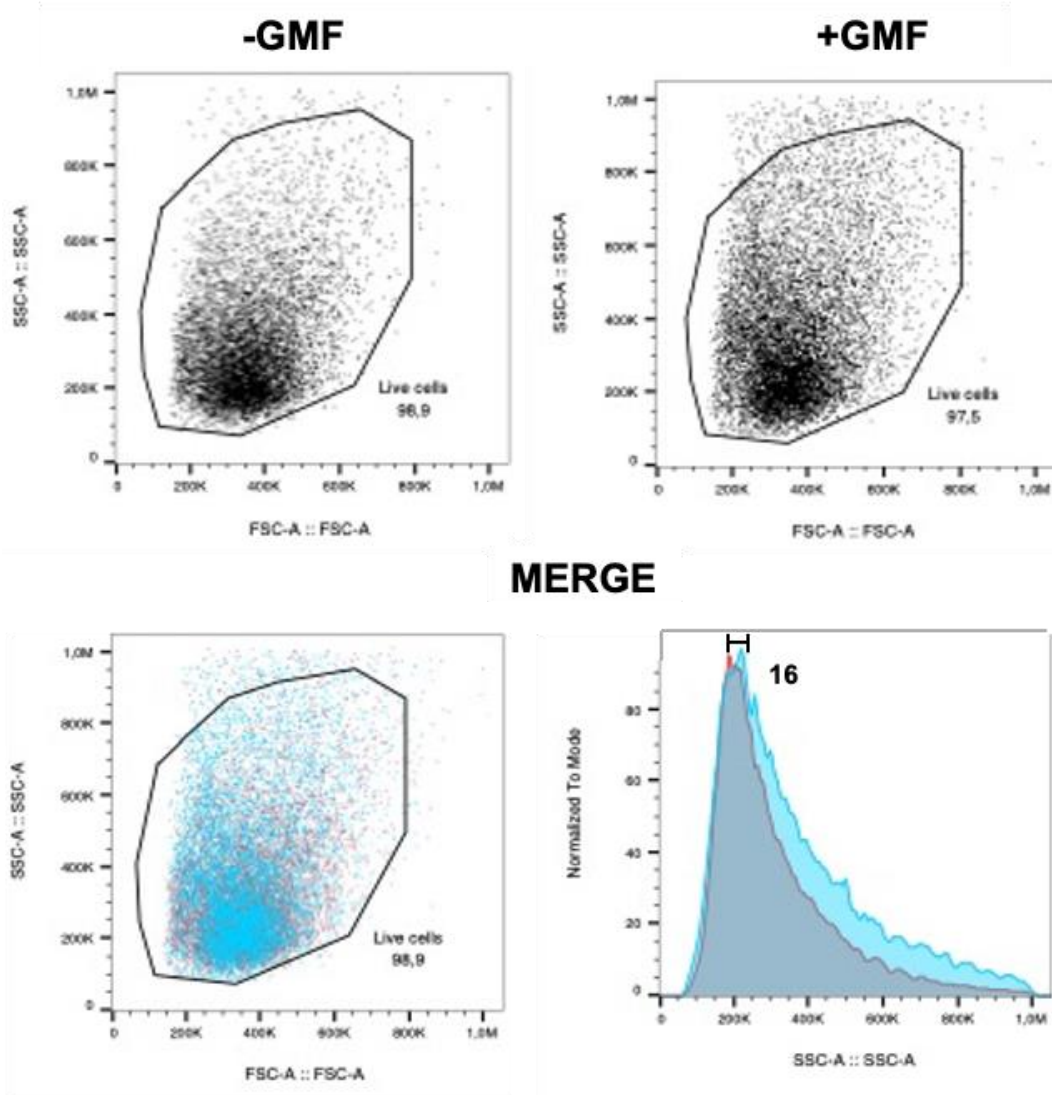 -GMF
+GMF
1,0M
800K
600K
400K
200K
0
SSC-A :: SSC-A
Live cells
98,9
0
200K
400K
600K
800K
1,0M
FSC-A :: FSC-A
1,0M
800K
600K
400K
200K
0
SSC-A :: SSC-A
Live cells
97,5
0
200K
400K
600K
800K
1,0M
FSC-A :: FSC-A
MERGE
1,0M
800K
600K
400K
200K
0
SSC-A :: SSC-A
Live cells
98,9
0
200K
400K
600K
800K
1,0M
FSC-A :: FSC-A
16
80
60
40
20
0
Normalized To Mode
0
200K
400K
600K
800K
1,0M
SSC-A :: SSC-A